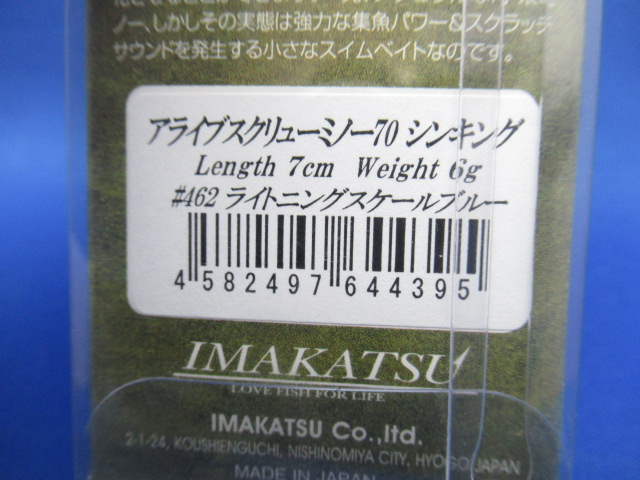 ノー、しかしその実態は強力な集魚パワー&スクラッチ
サウンドを発生する小さなスイムベイトなのです。
アライブスクリューミノー70 シンキング
Length 7cm Weight 6g
#462 ライトニングスケールブルー
4 582497 644395
IMAKATSU
LOVE FISH FOR LIFE
IMAKATSU Co.,ltd.
2-1-24, KOUSHIENGUCHI, NISHINOMIYA CITY, HYOGO JAPAN
MADE IN JAPAN